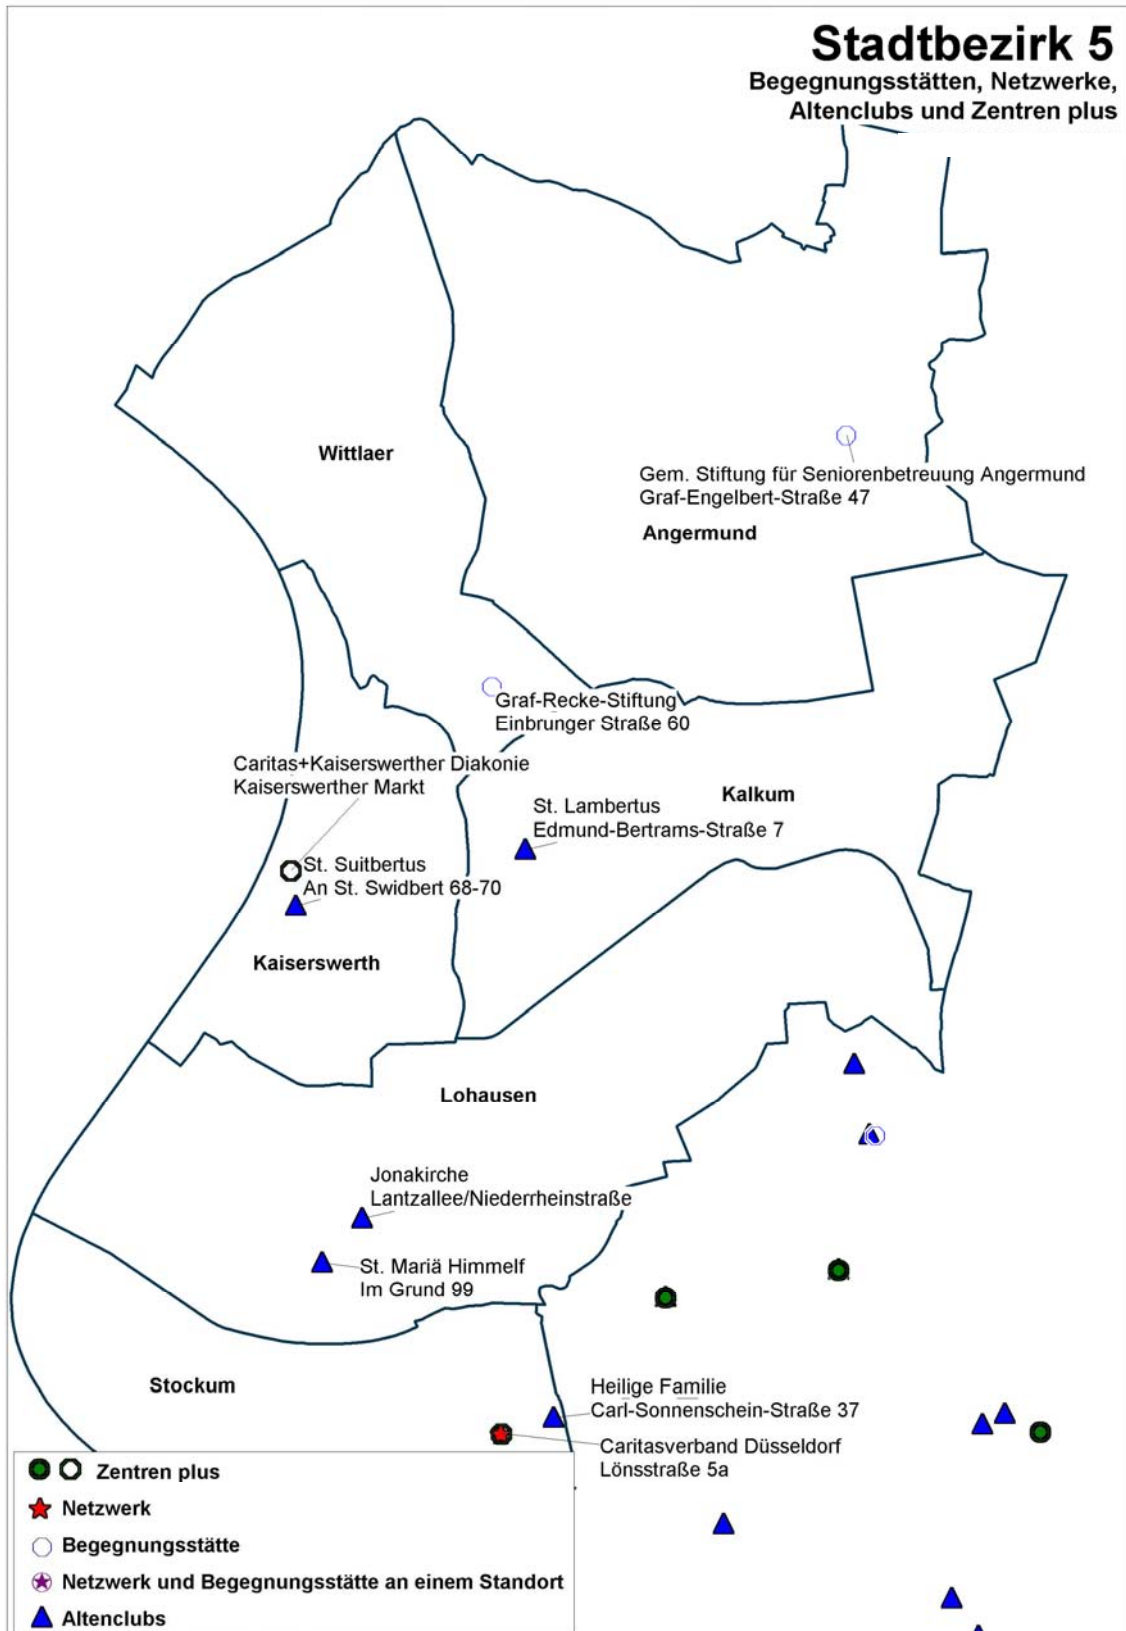 Stadtbezirk 5
Begegnungsstätten, Netzwerke,
Altenclubs und Zentren plus
Wittlaer
Gem. Stiftung für Seniorenbetreuung Angermund
Graf-Engelbert-Straße 47
Angermund
Graf-Recke-Stiftung
Einbrunger Straße 60
Caritas+Kaiserswerther Diakonie
Kaiserswerther Markt
Kalkum
St. Lambertus
Edmund-Bertrams-Straße 7
St. Suitbertus
An St. Swidbert 68-70
Kaiserswerth
Lohausen
Jonakirche
Lantzallee/Niederrheinstraße
St. Mariä Himmelf
Im Grund 99
Stockum
Heilige Familie
Carl-Sonnenschein-Straße 37
Caritasverband Düsseldorf
Lönsstraße 5a
Zentren plus
Netzwerk
Begegnungsstätte
Netzwerk und Begegnungsstätte an einem Standort
Altenclubs